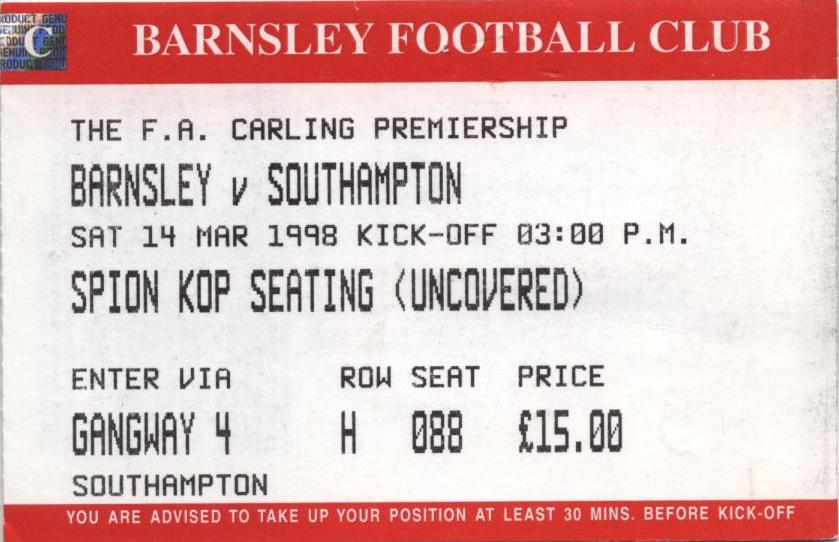 BARNSLEY FOOTBALL CLUB
THE F.A. CARLING PREMIERSHIP
BARNSLEY v SOUTHAMPTON
SAT 14 MAR 1998 KICK-OFF 03:00 P.M.
SPION KOP SEATING (UNCOVERED)
ENTER VIA ROW SEAT PRICE
GANGWAY 4 H 088 £15.00
SOUTHAMPTON
YOU ARE ADVISED TO TAKE UP YOUR POSITION AT LEAST 30 MINS. BEFORE KICK-OFF